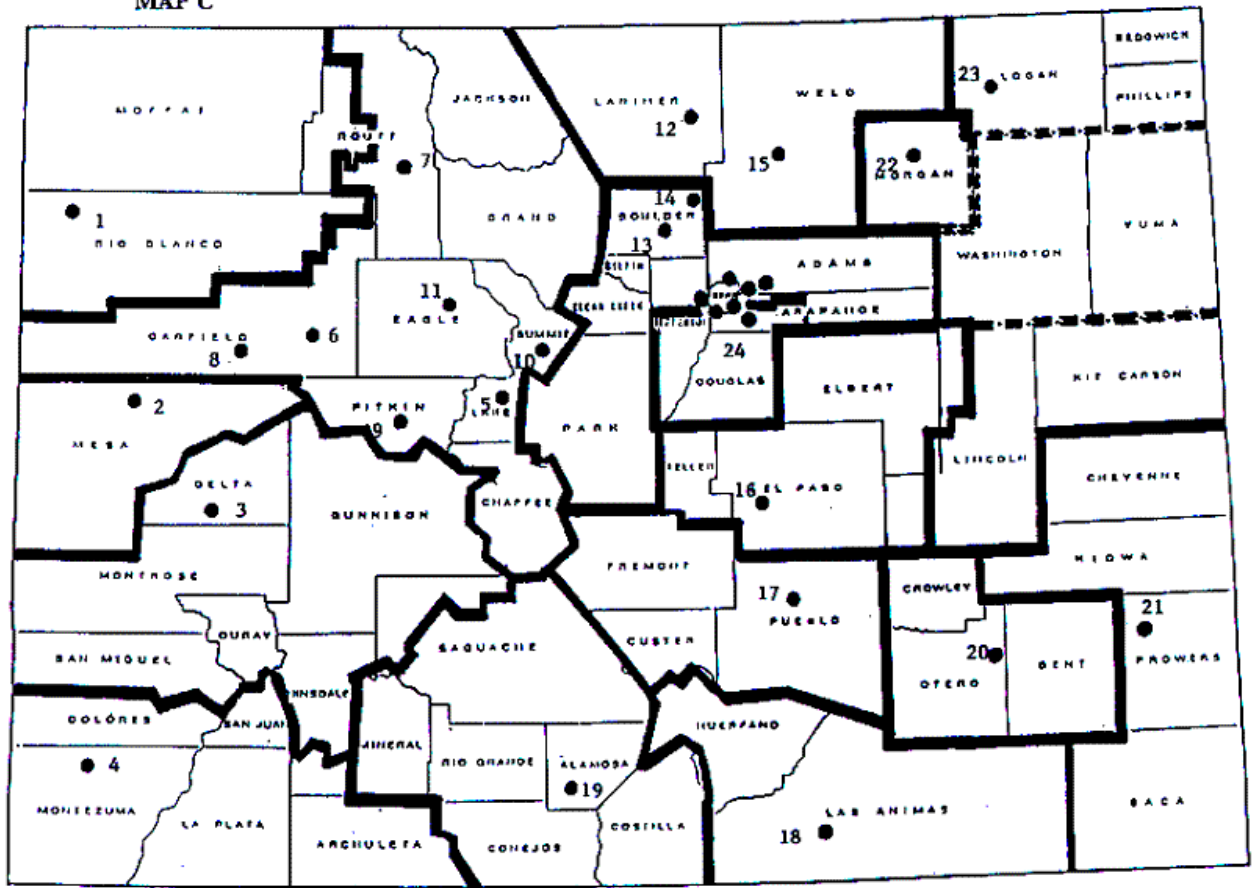 MAP C
SEDGWICK
23 LOGAN
MOFFAT
JACKSON
LARIMER
WELD
PHILLIPS
12
ROUTT
7
15
22
MORGAN
14
1
RIO BLANCO
GRAND
BOULDER
YUMA
13
WASHINGTON
GILPIN
ADAMS
11
EAGLE
CLEAR CREEK
ARAPAHOE
GARFIELD
6
SUMMIT
8
10
24
DOUGLAS
KIT CARSON
ELBERT
2
PITKIN
5
LAKE
9
PARK
MESA
LINCOLN
TELLER
CHEYENNE
DELTA
16
EL PASO
3
GUNNISON
CHAFFEE
KIOWA
FREMONT
MONTROSE
CROWLEY
17
PUEBLO
21
OURAY
CUSTER
SAGUACHE
SAN MIGUEL
20
BENT
PROWERS
OTERO
HINSDALE
DOLORES
SAN JUAN
HUERFANO
MINERAL
RIO GRANDE
ALAMOSA
4
19
MONTEZUMA
LA PLATA
COSTILLA
LAS ANIMAS
BACA
18
ARCHULETA
CONEJOS